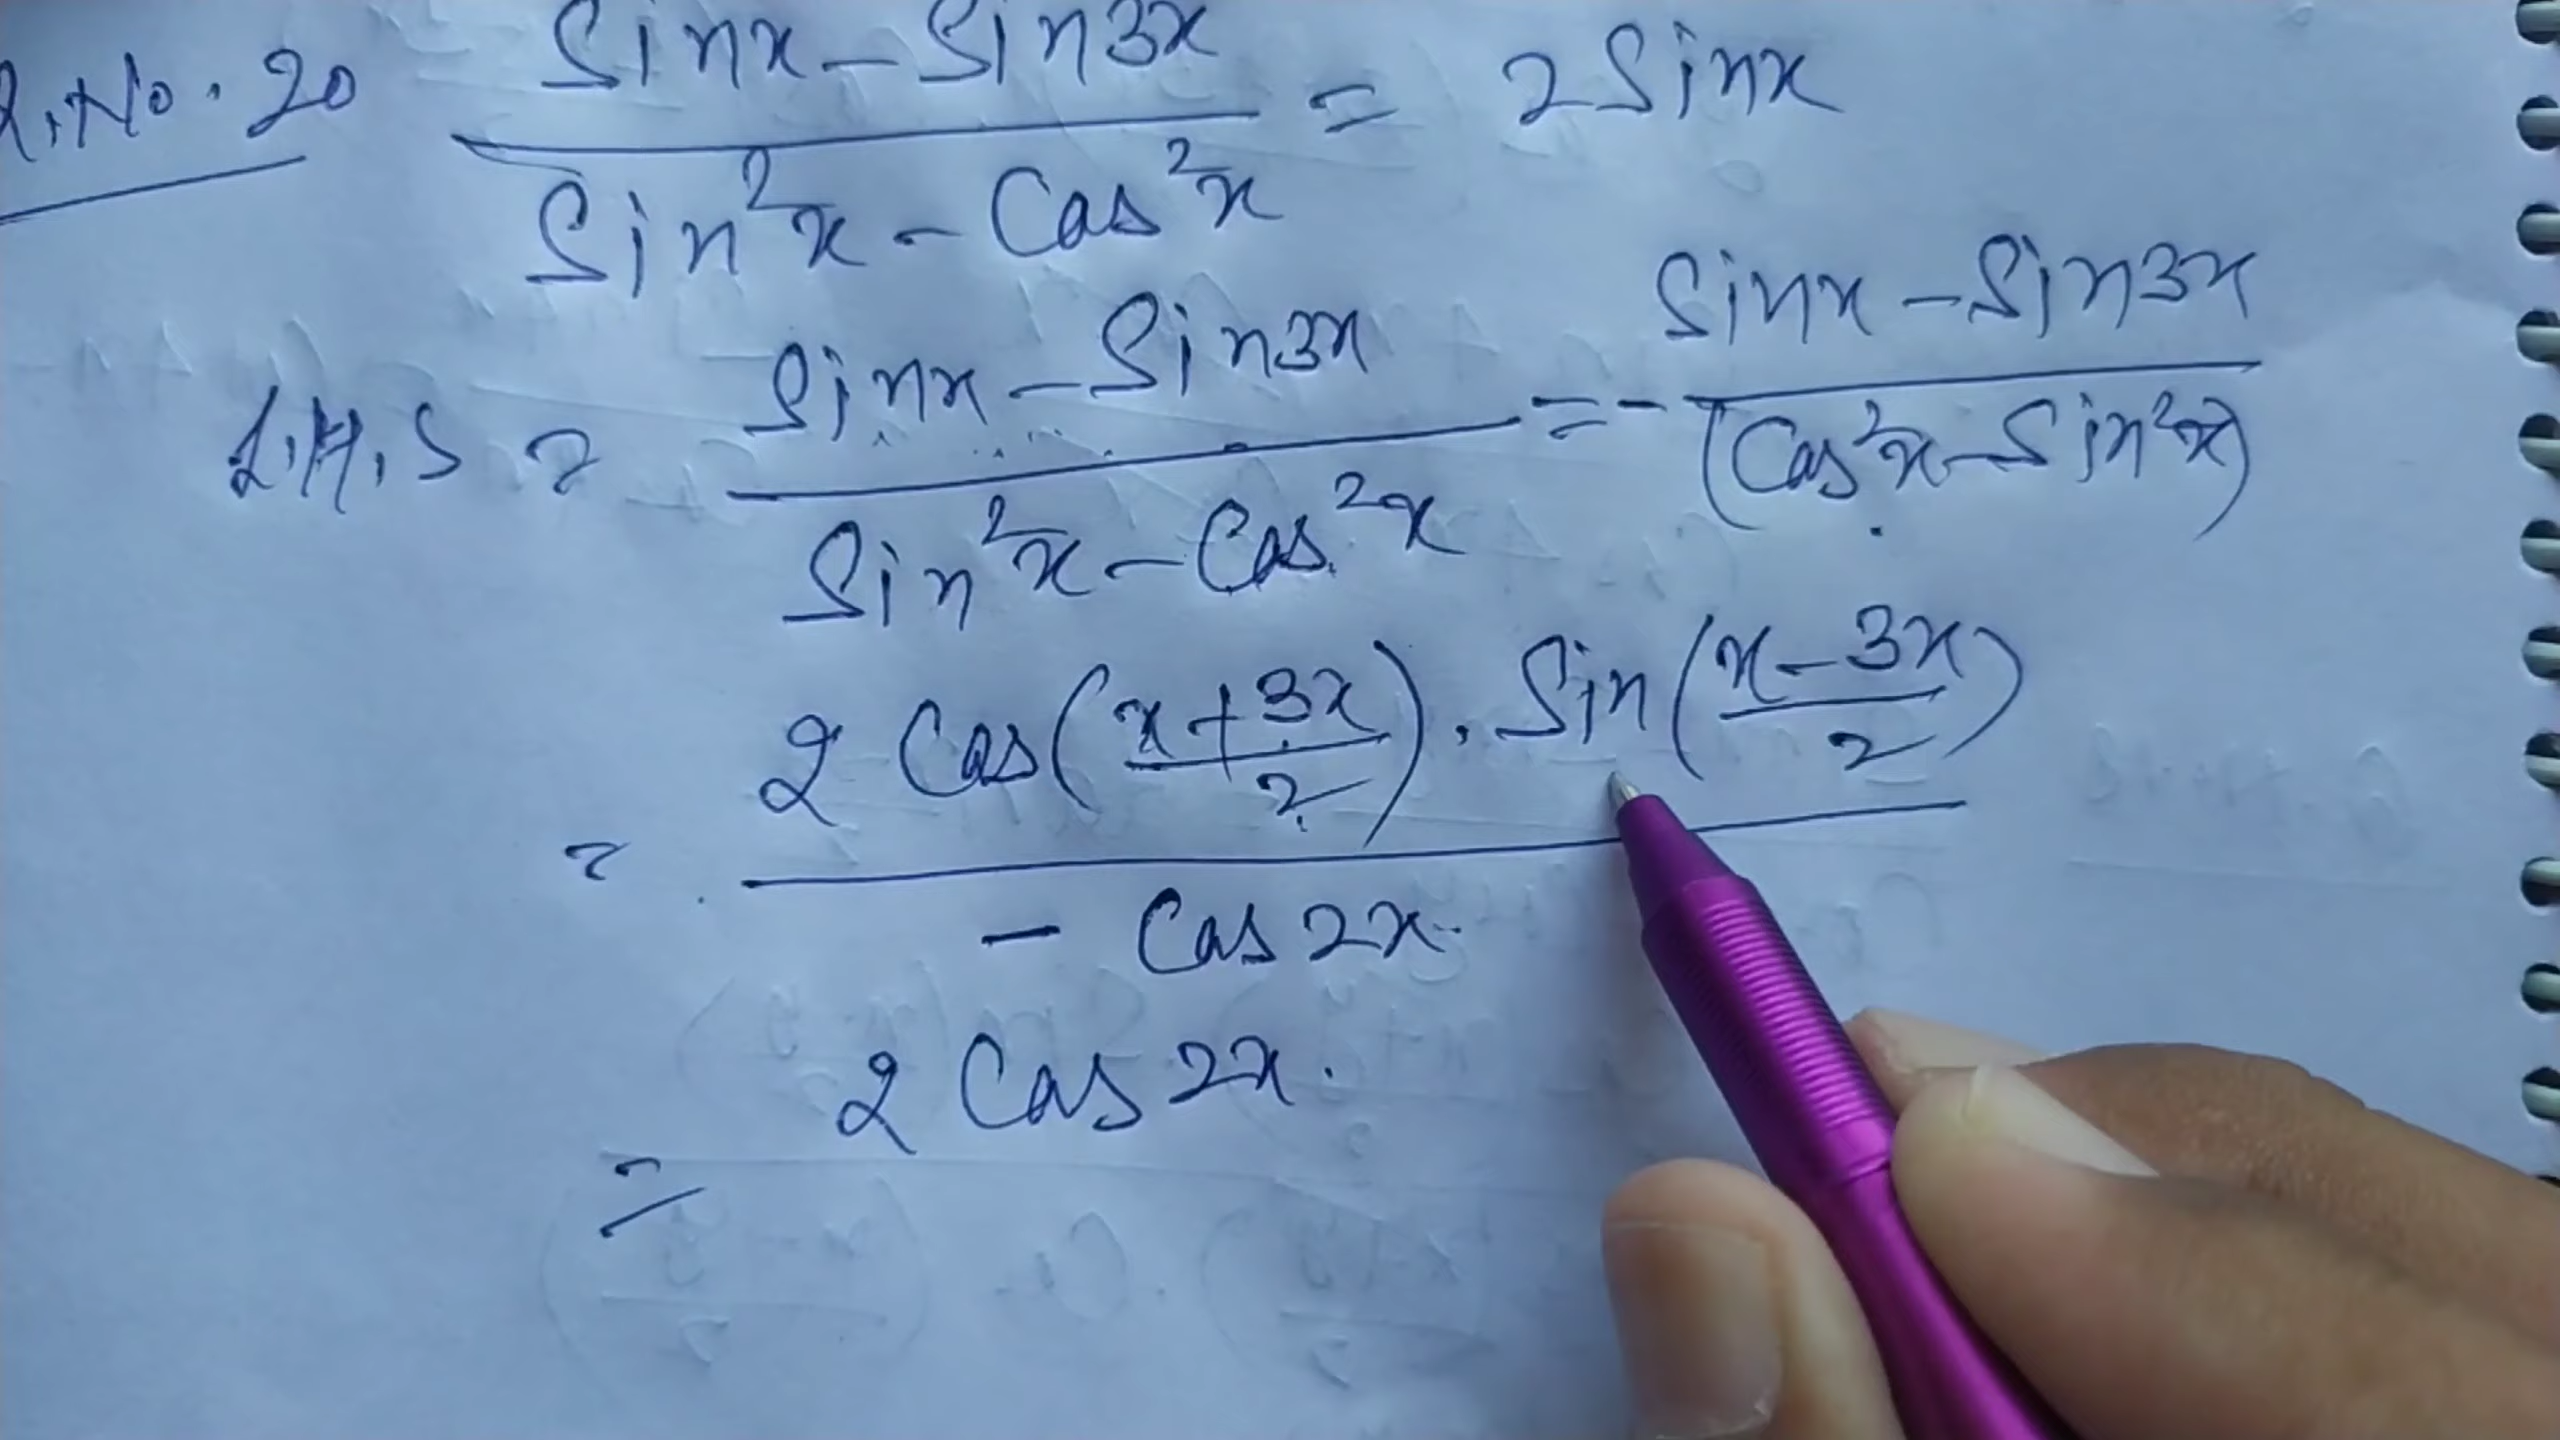 Q.No. 20 (Sinx - Sin3x) / (Sin²x - Cos²x) = 2 Sinx
L.H.S = (Sinx - Sin3x) / (Sin²x - Cos²x) = - (Sinx - Sin3x) / (Cos²x - Sin²x)
= 2 Cos((x+3x)/2) . Sin((x-3x)/2) / - Cos 2x
= 2 Cos 2x .